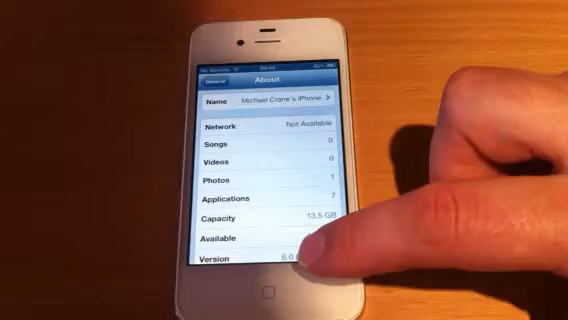 No Service 09:44
General About
Name Michael Crane's iPhone
Network Not Available
Songs 0
Videos 0
Photos 1
Applications 7
Capacity 13.5 GB
Available
Version 6.0